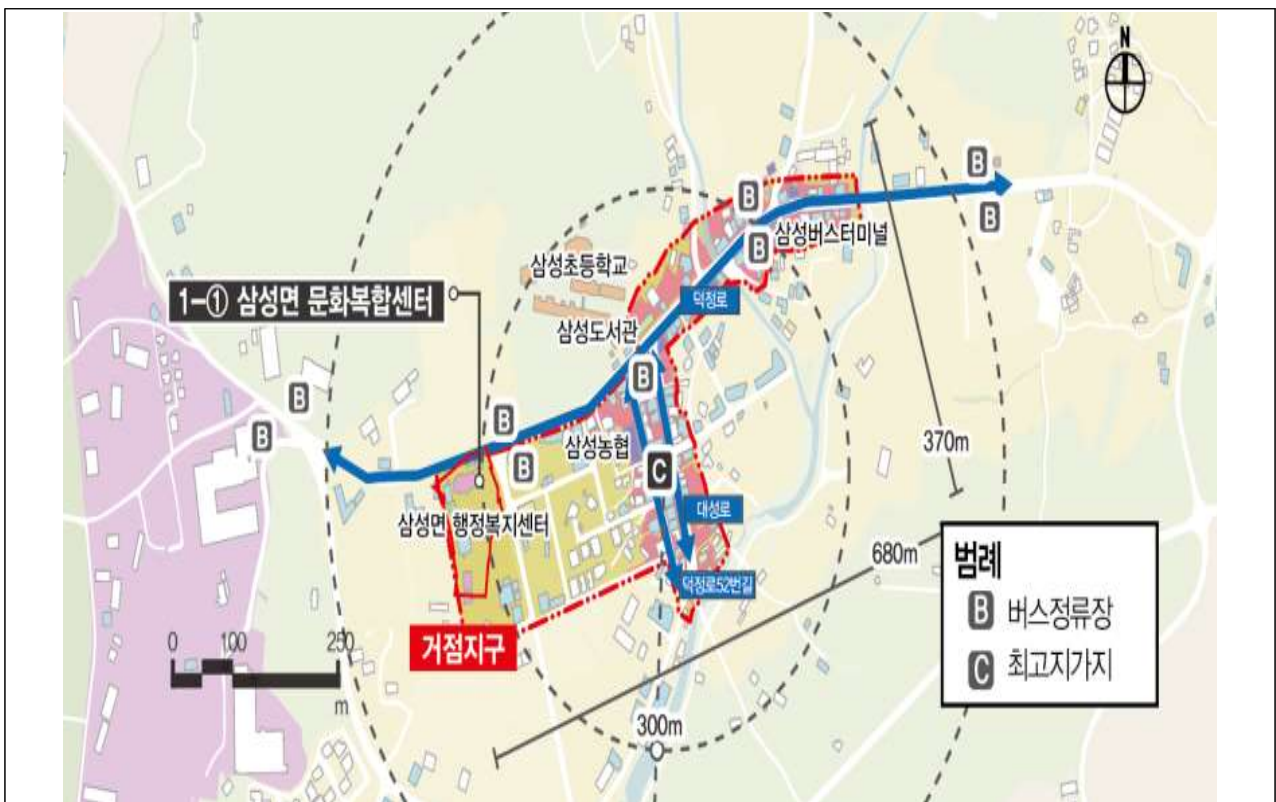 N
B
B
B
B
삼성버스터미널
삼성초등학교
1-① 삼성면 문화복합센터
덕정로
삼성도서관
B
B
B
B
B
삼성농협
C
370m
삼성면 행정복지센터
대성로
680m
덕정로52번길
거점지구
0 100 250
m
300m
범례
B 버스정류장
C 최고지가지